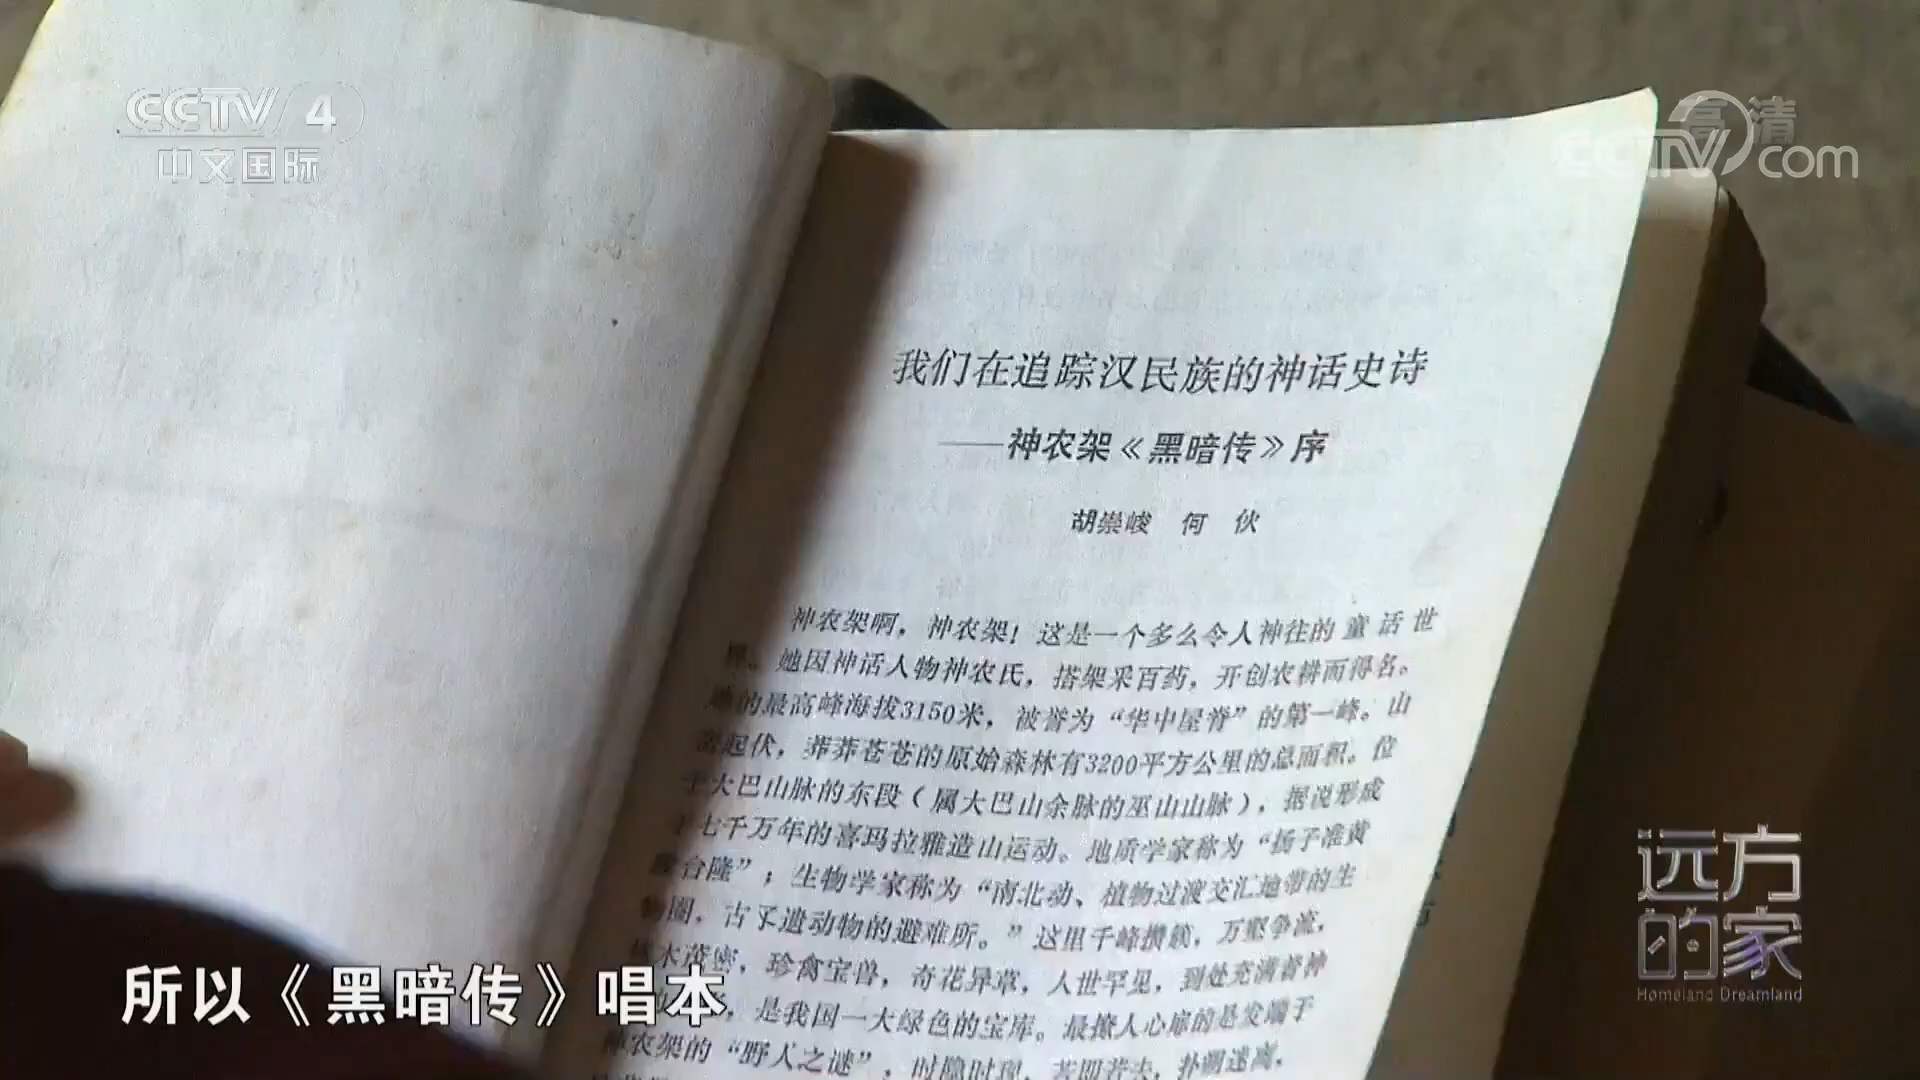 CCTV 4
中文国际
高清
CCTV.com
我们在追踪汉民族的神话史诗
——神农架《黑暗传》序
胡崇峻 何伙
神农架啊,神农架!这是一个多么令人神往的童话世
界。她因神话人物神农氏,搭架采百药,开创农耕而得名。
她的最高峰海拔3150米,被誉为“华中屋脊”的第一峰。山
起伏,莽莽苍苍的原始森林有3200平方公里的总面积。位
于大巴山脉的东段(属大巴山余脉的巫山山脉),据说形成
于七千万年的喜玛拉雅造山运动。地质学家称为“扬子准黄
台隆”;生物学家称为“南北动、植物过渡交汇地带的生
物圈,古孑遗动物的避难所。”这里千峰攒簇,万壑争流,
林木茂密,珍禽宝兽,奇花异草,人世罕见,到处充满着神
,是我国一大绿色的宝库。最撩人心扉的是发端于
神农架的“野人之谜”,时隐时现,若即若离,扑朔迷离,
远方的家
Homeland Dreamland
所以《黑暗传》唱本